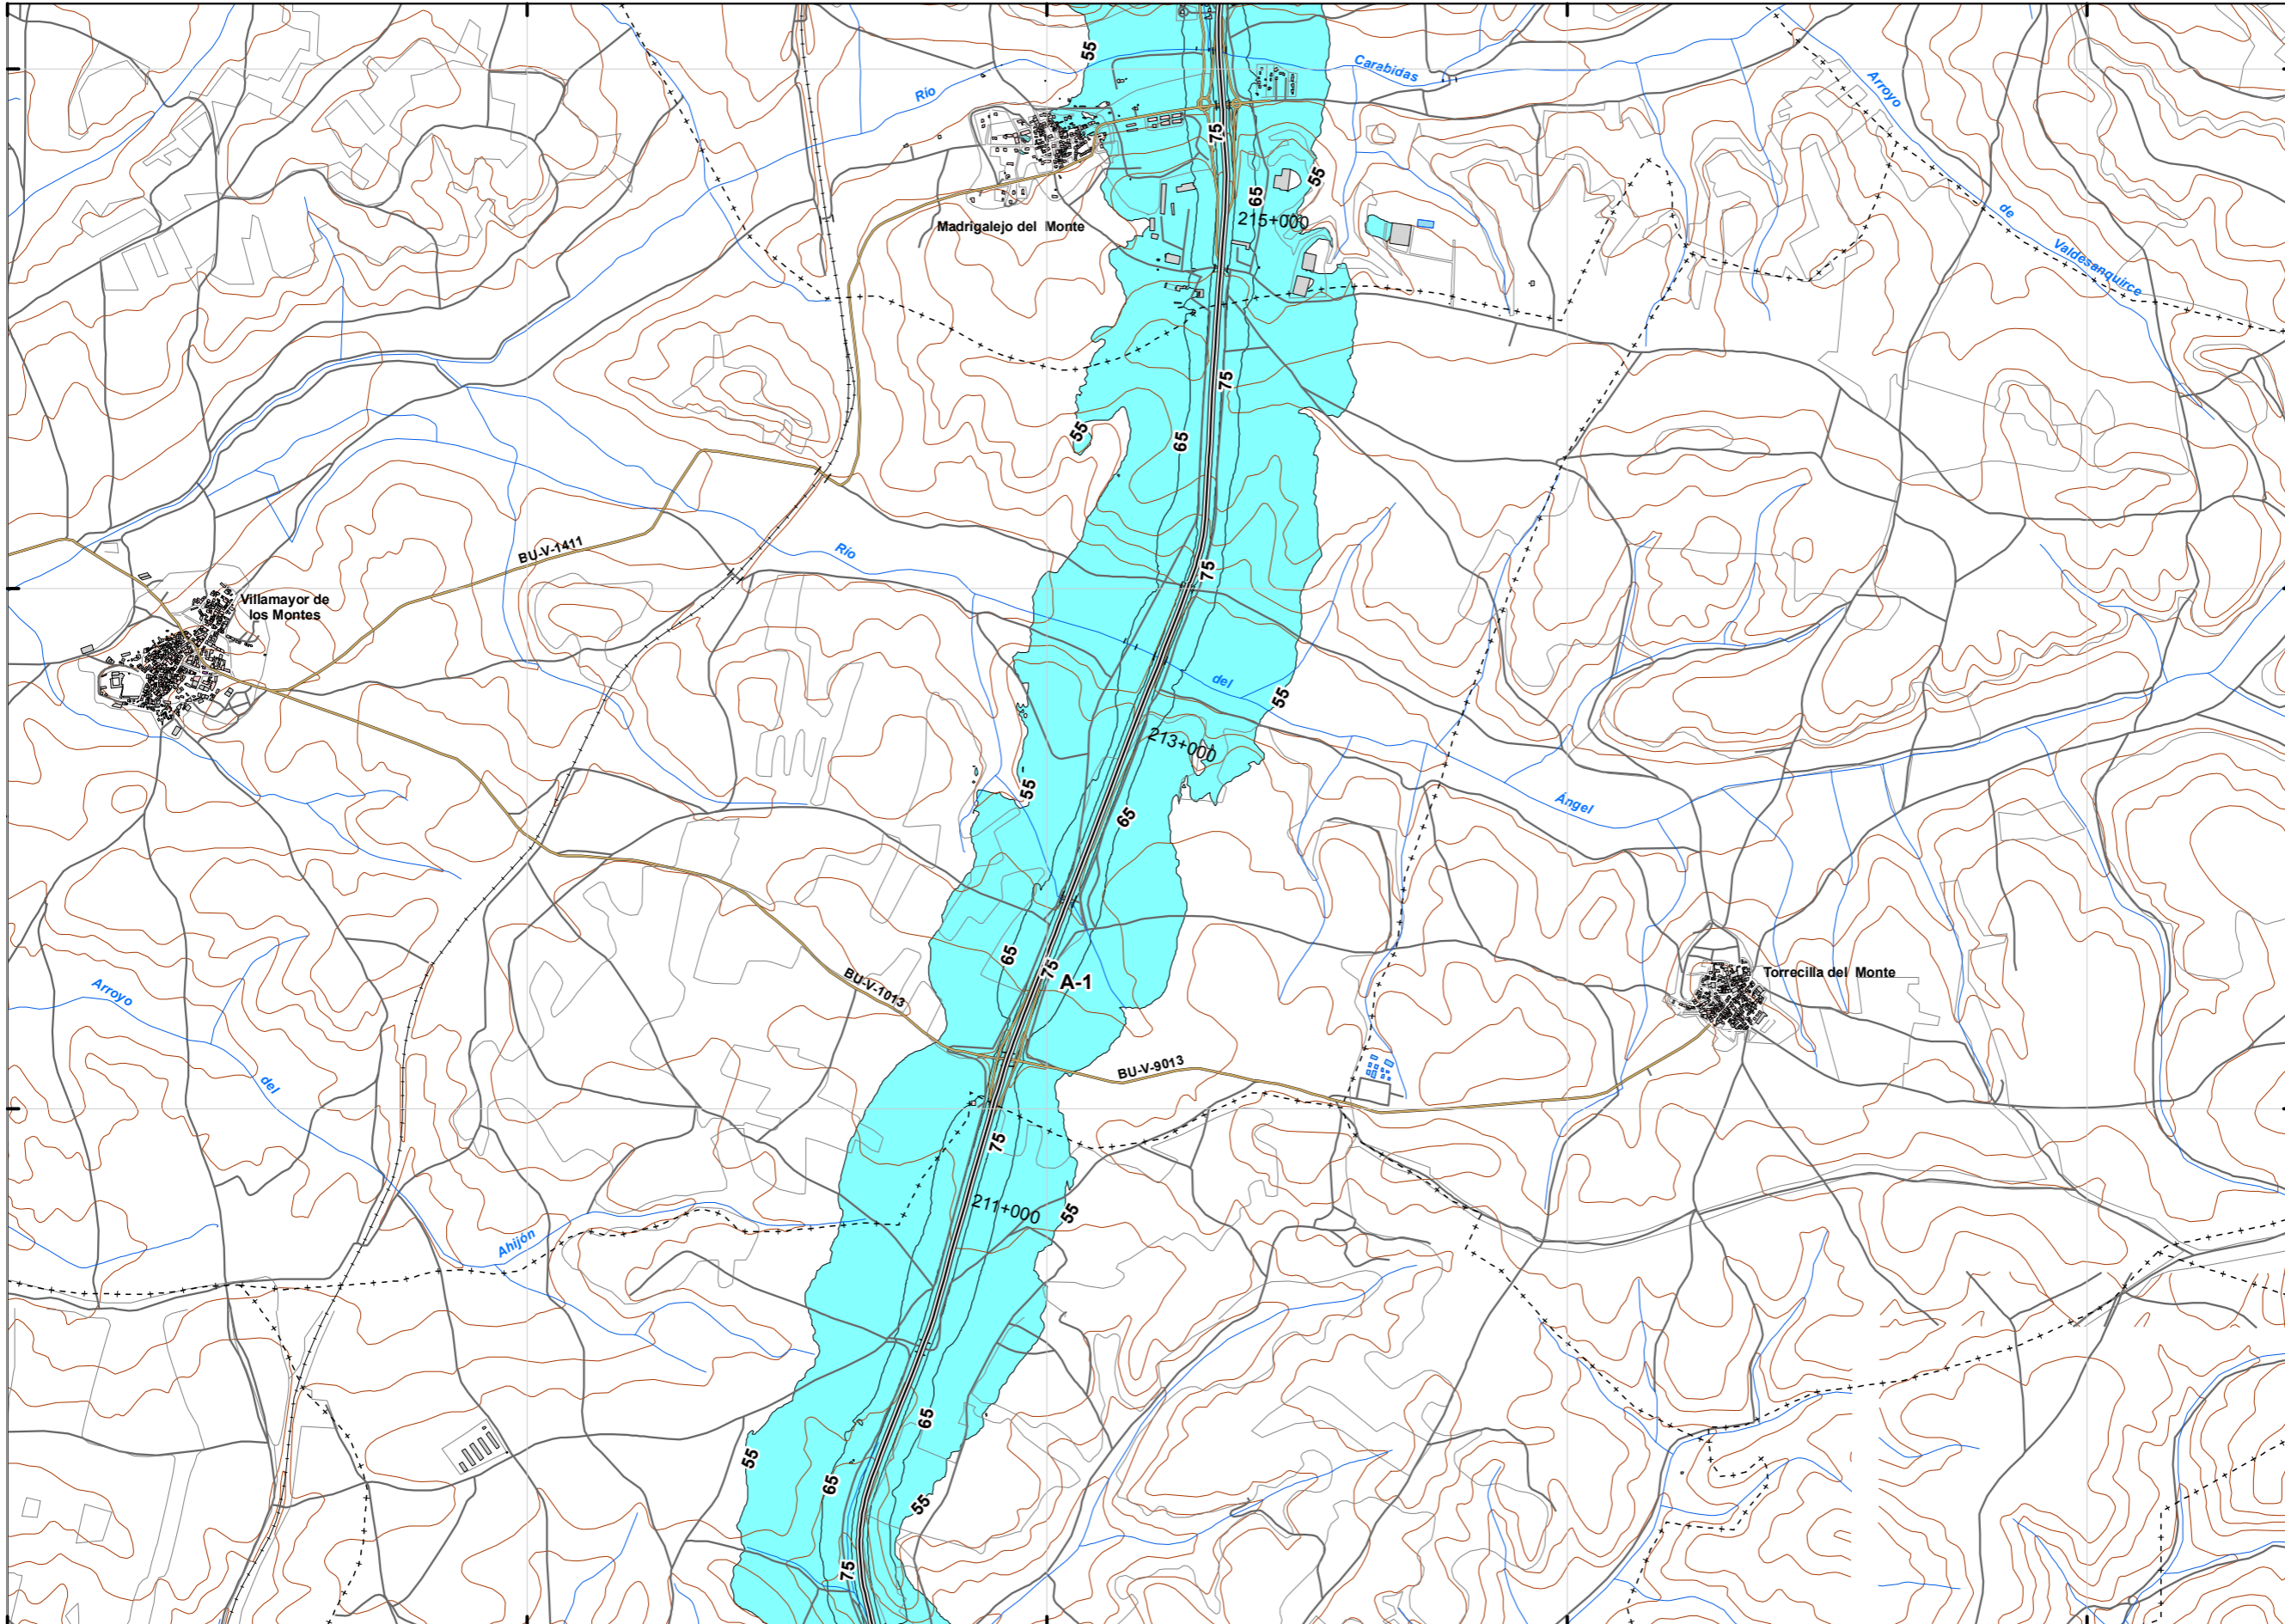 55
Río
Carabidas
Arroyo
75
65
55
215+000
de
Madrigalejo del Monte
Valdesanquirce
75
55
65
BU-V-1411
Río
75
Villamayor de
los Montes
del
55
213+000
55
65
Ángel
65
75
A-1
BU-V-1013
Torrecilla del Monte
Arroyo
del
BU-V-9013
75
211+000
55
Ahijón
65
55
65
55
75